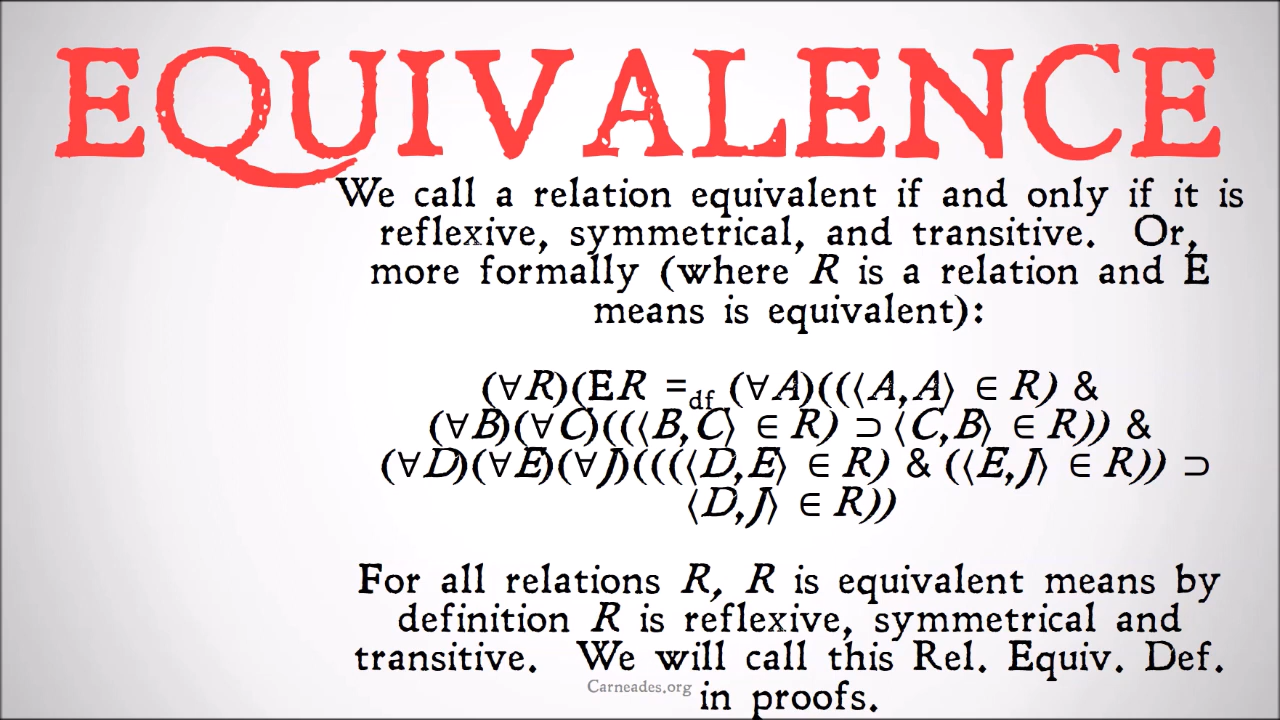 EQUIVALENCE
We call a relation equivalent if and only if it is
reflexive, symmetrical, and transitive. Or,
more formally (where R is a relation and E
means is equivalent):
(∀R)(ER =df (∀A)((⟨A,A⟩ ∈ R) &
(∀B)(∀C)((⟨B,C⟩ ∈ R) ⊃ ⟨C,B⟩ ∈ R)) &
(∀D)(∀E)(∀J)(((⟨D,E⟩ ∈ R) & (⟨E,J⟩ ∈ R)) ⊃
⟨D,J⟩ ∈ R))
For all relations R, R is equivalent means by
definition R is reflexive, symmetrical and
transitive. We will call this Rel. Equiv. Def.
in proofs.
Carneades.org